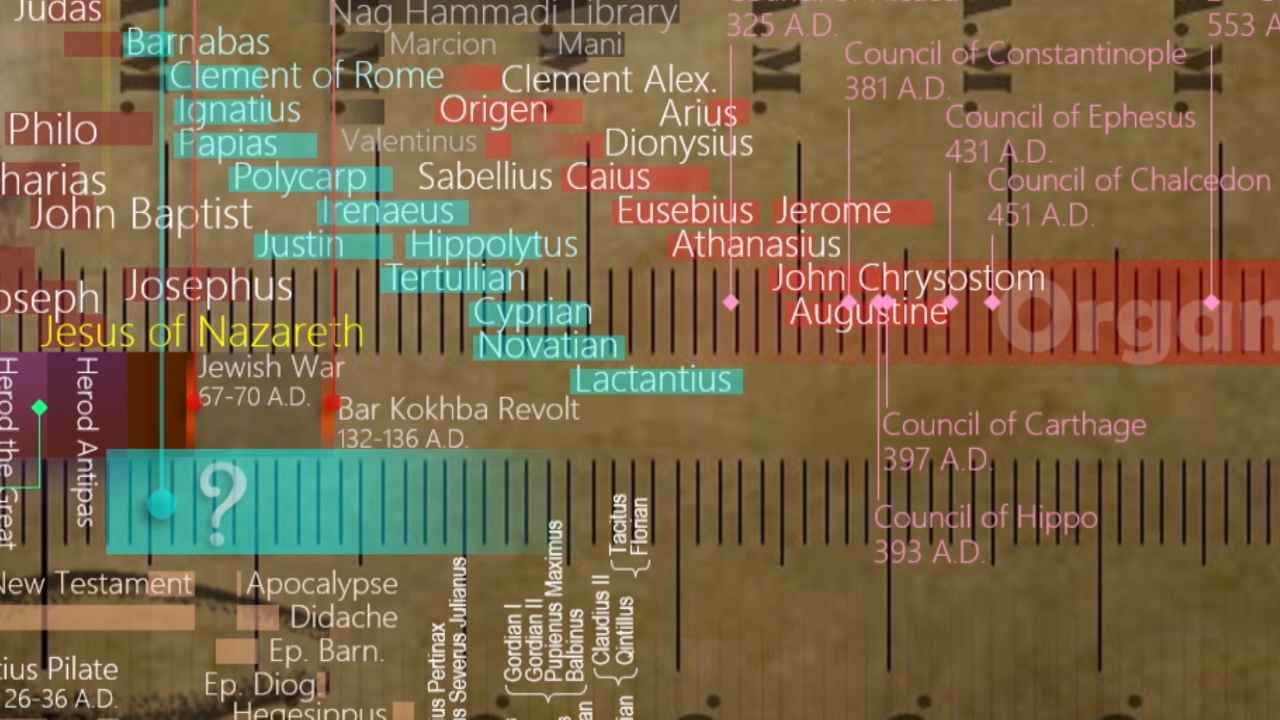 Judas
Nag Hammadi Library
325 A.D.
553 A
Barnabas
Marcion
Mani
Council of Constantinople
381 A.D.
Clement of Rome
Clement Alex.
Ignatius
Origen
Arius
Council of Ephesus
431 A.D.
Philo
Papias
Valentinus
Dionysius
harias
Polycarp
Sabellius
Caius
Council of Chalcedon
451 A.D.
John Baptist
Irenaeus
Eusebius
Jerome
Justin
Hippolytus
Athanasius
oseph
Josephus
Tertullian
John Chrysostom
Cyprian
Augustine
Organ
Jesus of Nazareth
Novatian
Jewish War
67-70 A.D.
Lactantius
Herod the Great
Herod Antipas
Bar Kokhba Revolt
132-136 A.D.
Council of Carthage
397 A.D.
?
Council of Hippo
393 A.D.
Tacitus
Florian
New Testament
Apocalypse
Didache
Ep. Barn.
tius Pilate
26-36 A.D.
Ep. Diog.
Hegesippus
us Pertinax
s Severus Julianus
Gordian I
Gordian II
Pupienus Maximus
Balbinus
Claudius II
Qintillus